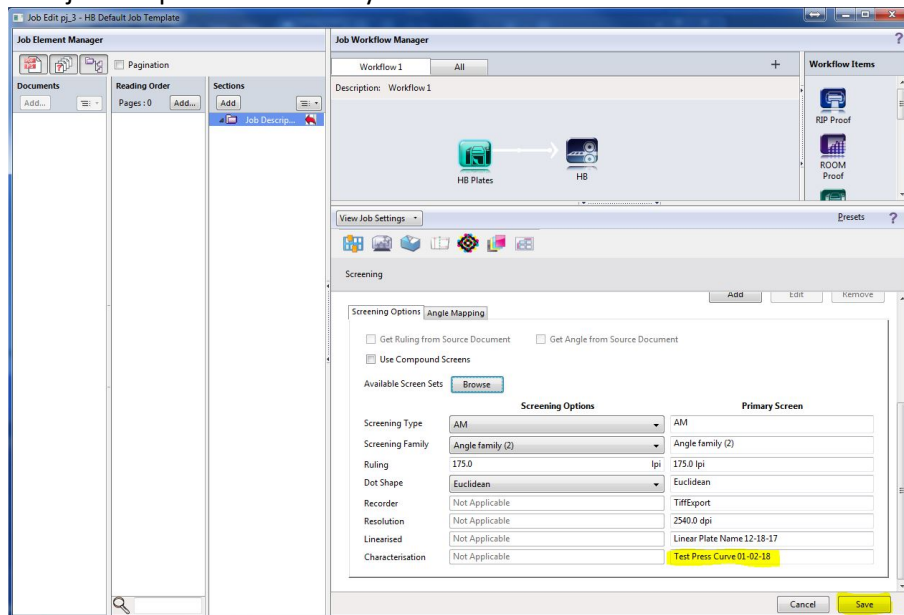 Job Edit pj_3 - HB Default Job Template
Job Element Manager
Pagination
Documents
Reading Order
Sections
Add...
Pages : 0
Add...
Add
Job Descrip...
Job Workflow Manager
?
Workflow 1
All
+
Workflow Items
Description: Workflow 1
HB Plates
HB
RIP Proof
ROOM Proof
View Job Settings
Presets
?
Screening
Add
Edit
Remove
Screening Options
Angle Mapping
Get Ruling from Source Document
Get Angle from Source Document
Use Compound Screens
Available Screen Sets
Browse
Screening Options
Primary Screen
Screening Type
AM
AM
Screening Family
Angle family (2)
Angle family (2)
Ruling
175.0
lpi
175.0 lpi
Dot Shape
Euclidean
Euclidean
Recorder
Not Applicable
TiffExport
Resolution
Not Applicable
2540.0 dpi
Linearised
Not Applicable
Linear Plate Name 12-18-17
Characterisation
Not Applicable
Test Press Curve 01-02-18
Cancel
Save